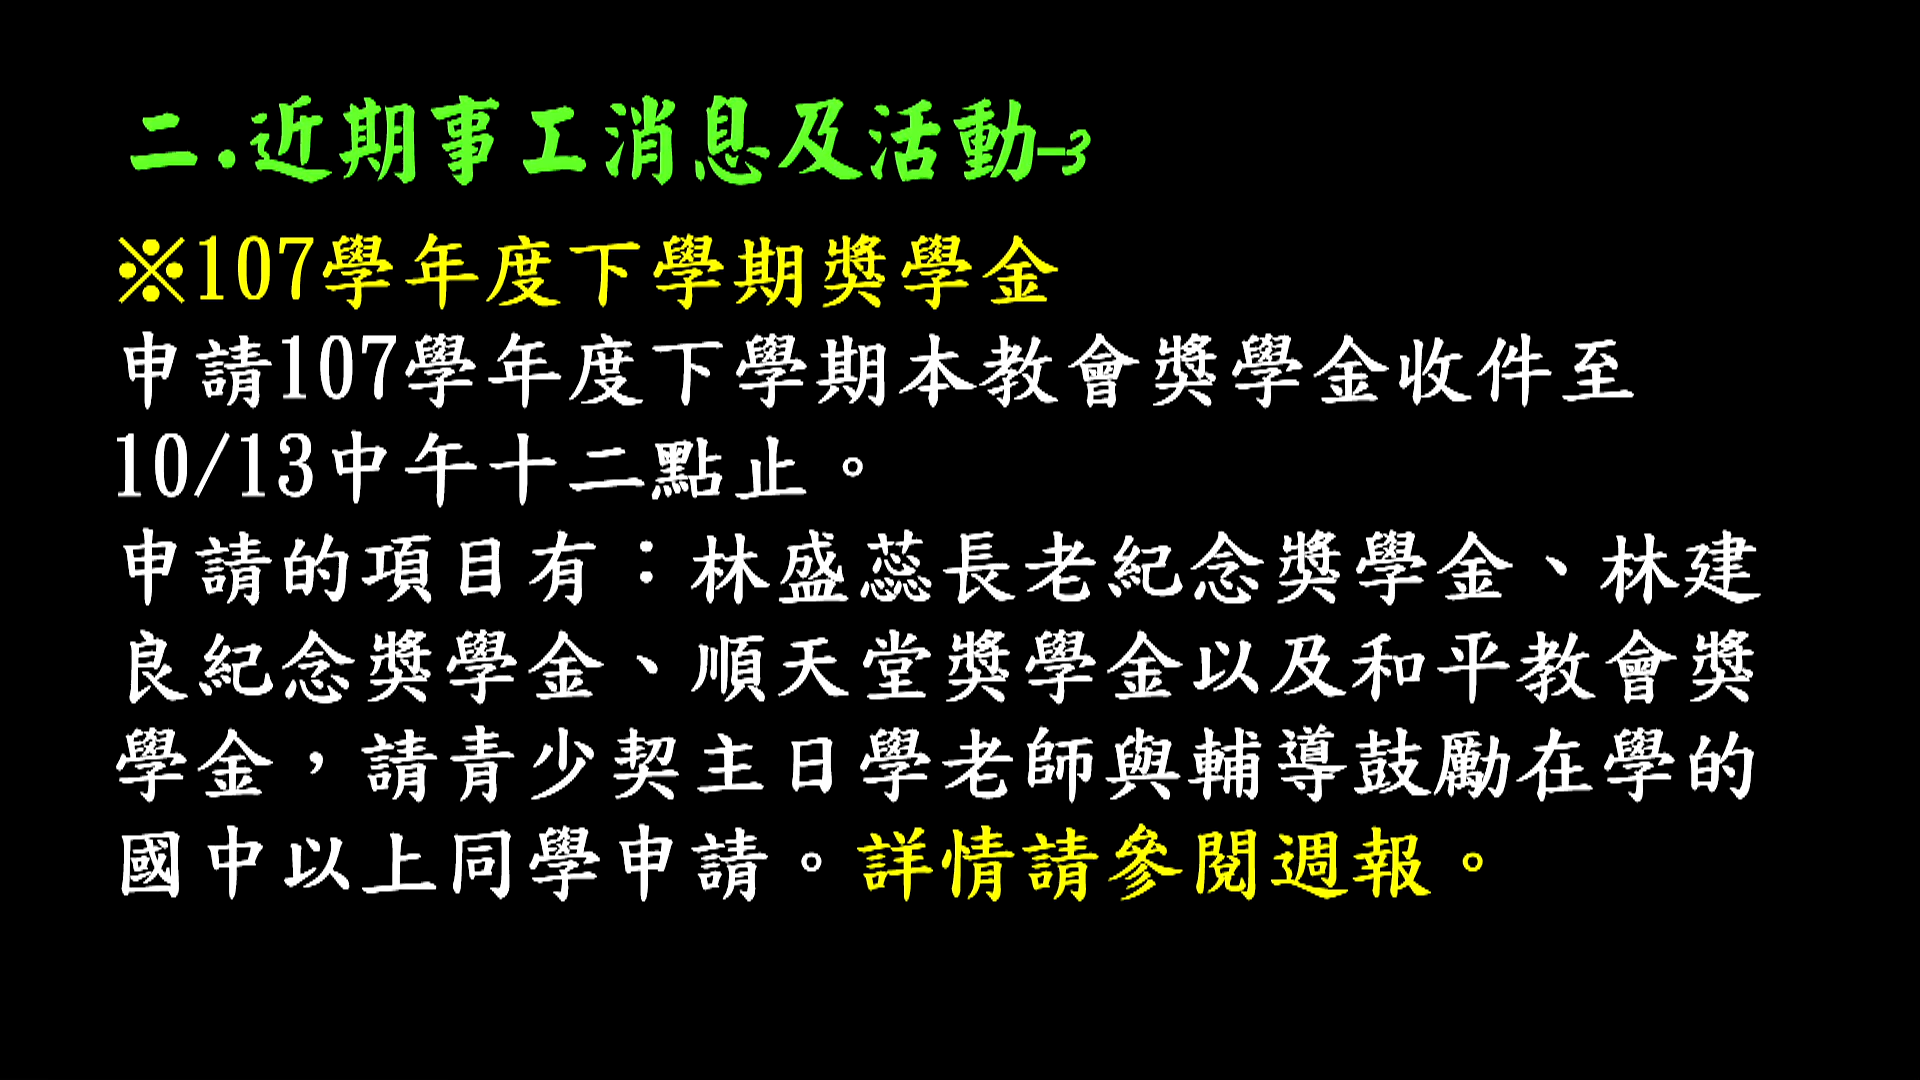 二.近期事工消息及活動-3
※107學年度下學期獎學金
申請107學年度下學期本教會獎學金收件至
10/13中午十二點止。
申請的項目有：林盛蕊長老紀念獎學金、林建
良紀念獎學金、順天堂獎學金以及和平教會獎
學金，請青少契主日學老師與輔導鼓勵在學的
國中以上同學申請。詳情請參閱週報。